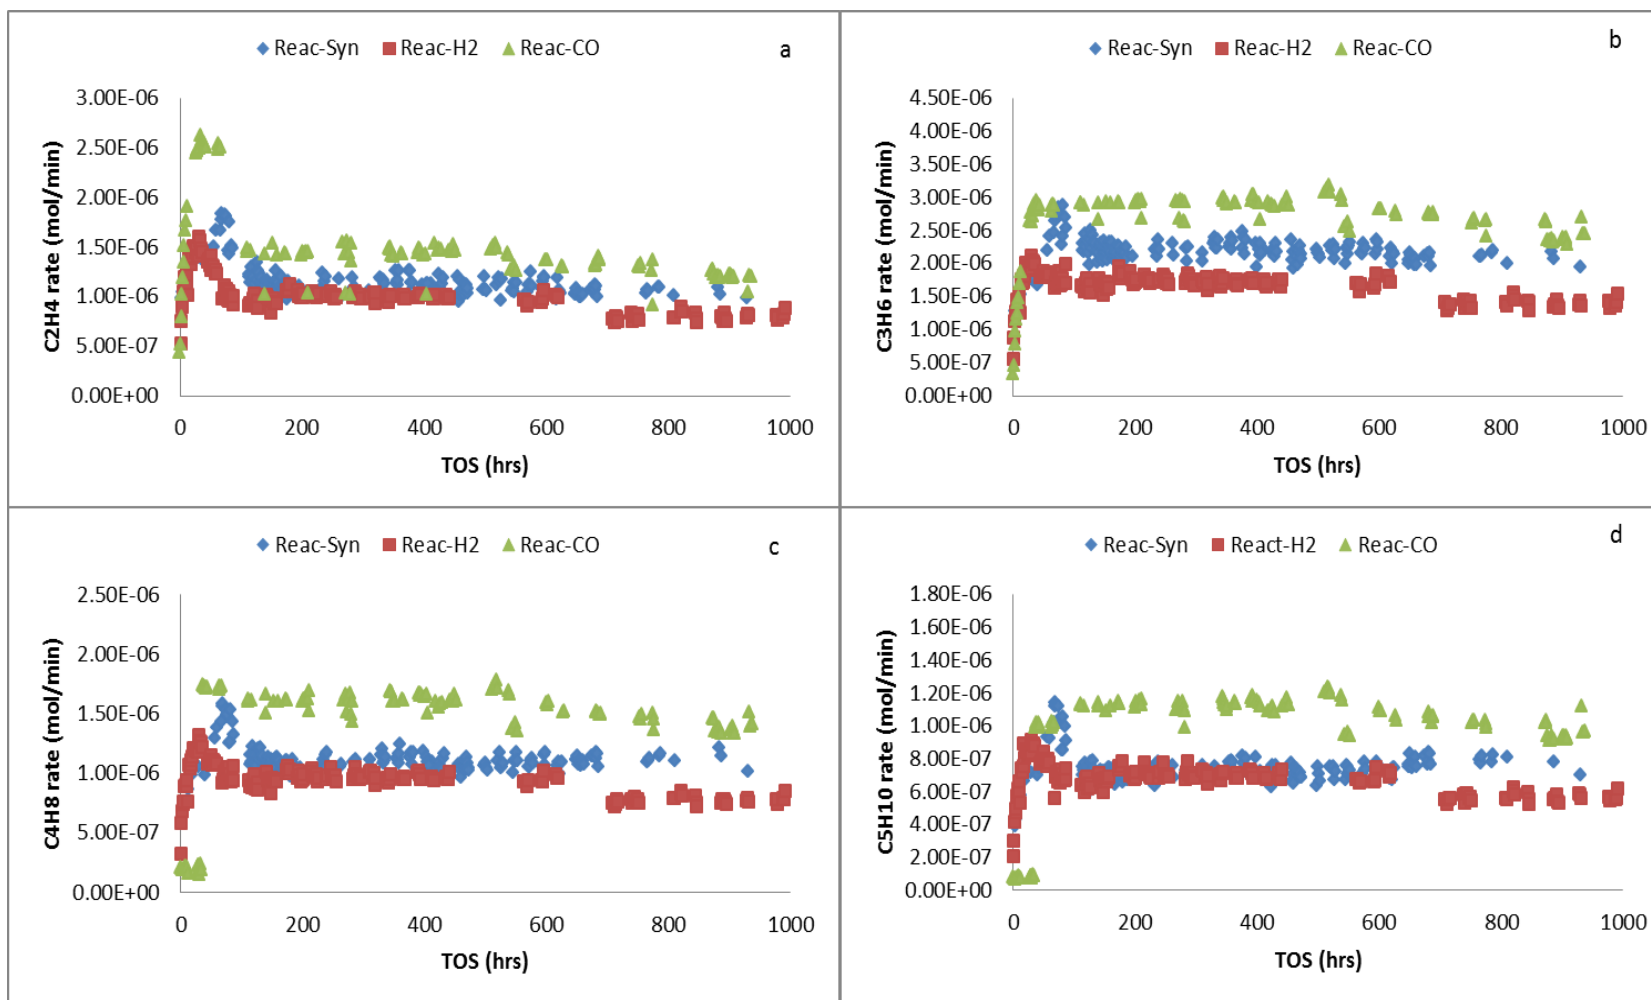 Reac-Syn Reac-H2 Reac-CO
a
3.00E-06
2.50E-06
2.00E-06
1.50E-06
1.00E-06
5.00E-07
0.00E+00
C2H4 rate (mol/min)
0 200 400 600 800 1000
TOS (hrs)
Reac-Syn Reac-H2 Reac-CO
b
4.50E-06
4.00E-06
3.50E-06
3.00E-06
2.50E-06
2.00E-06
1.50E-06
1.00E-06
5.00E-07
0.00E+00
C3H6 rate (mol/min)
0 200 400 600 800 1000
TOS (hrs)
Reac-Syn Reac-H2 Reac-CO
c
2.50E-06
2.00E-06
1.50E-06
1.00E-06
5.00E-07
0.00E+00
C4H8 rate (mol/min)
0 200 400 600 800 1000
TOS (hrs)
Reac-Syn React-H2 Reac-CO
d
1.80E-06
1.60E-06
1.40E-06
1.20E-06
1.00E-06
8.00E-07
6.00E-07
4.00E-07
2.00E-07
0.00E+00
C5H10 rate (mol/min)
0 200 400 600 800 1000
TOS (hrs)